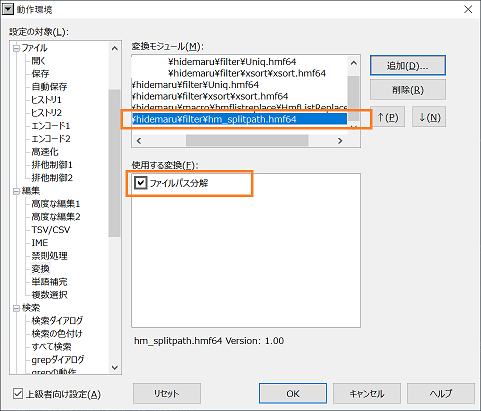 動作環境
設定の対象(L):
ファイル
開く
保存
自動保存
ヒストリ1
ヒストリ2
エンコード1
エンコード2
高速化
排他制御1
排他制御2
編集
高度な編集1
高度な編集2
TSV/CSV
IME
禁則処理
変換
単語補完
複数選択
検索
検索ダイアログ
検索の色付け
すべて検索
grepダイアログ
grepの動作
変換モジュール(M):
¥hidemaru¥filter¥Uniq.hmf64
¥hidemaru¥filter¥xsort¥xsort.hmf64
¥hidemaru¥filter¥Uniq.hmf64
¥hidemaru¥filter¥xsort¥xsort.hmf64
¥hidemaru¥macro¥hmflistreplace¥HmfListReplace
¥hidemaru¥filter¥hm_splitpath.hmf64
追加(D)...
削除(R)
↑(P)
↓(N)
使用する変換(F):
ファイルパス分解
hm_splitpath.hmf64 Version: 1.00
上級者向け設定(A)
リセット
OK
キャンセル
ヘルプ